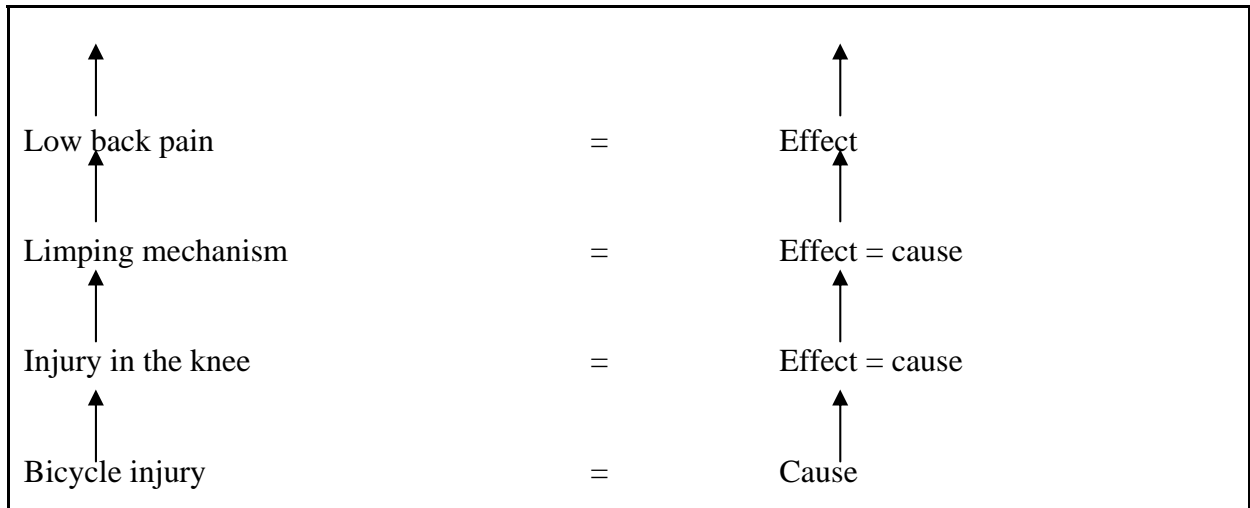 Low back pain = Effect
Limping mechanism = Effect = cause
Injury in the knee = Effect = cause
Bicycle injury = Cause